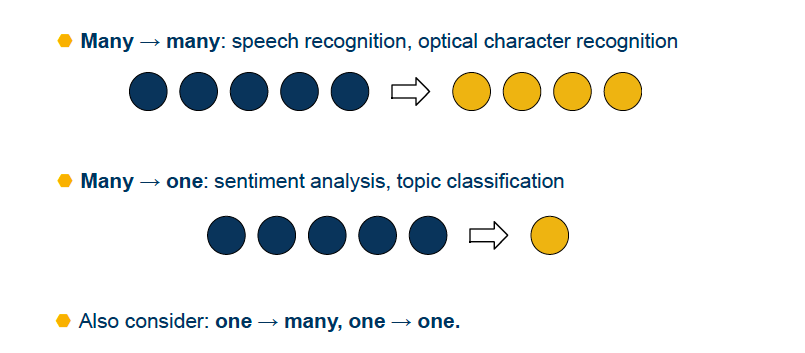 Many → many: speech recognition, optical character recognition
Many → one: sentiment analysis, topic classification
Also consider: one → many, one → one.